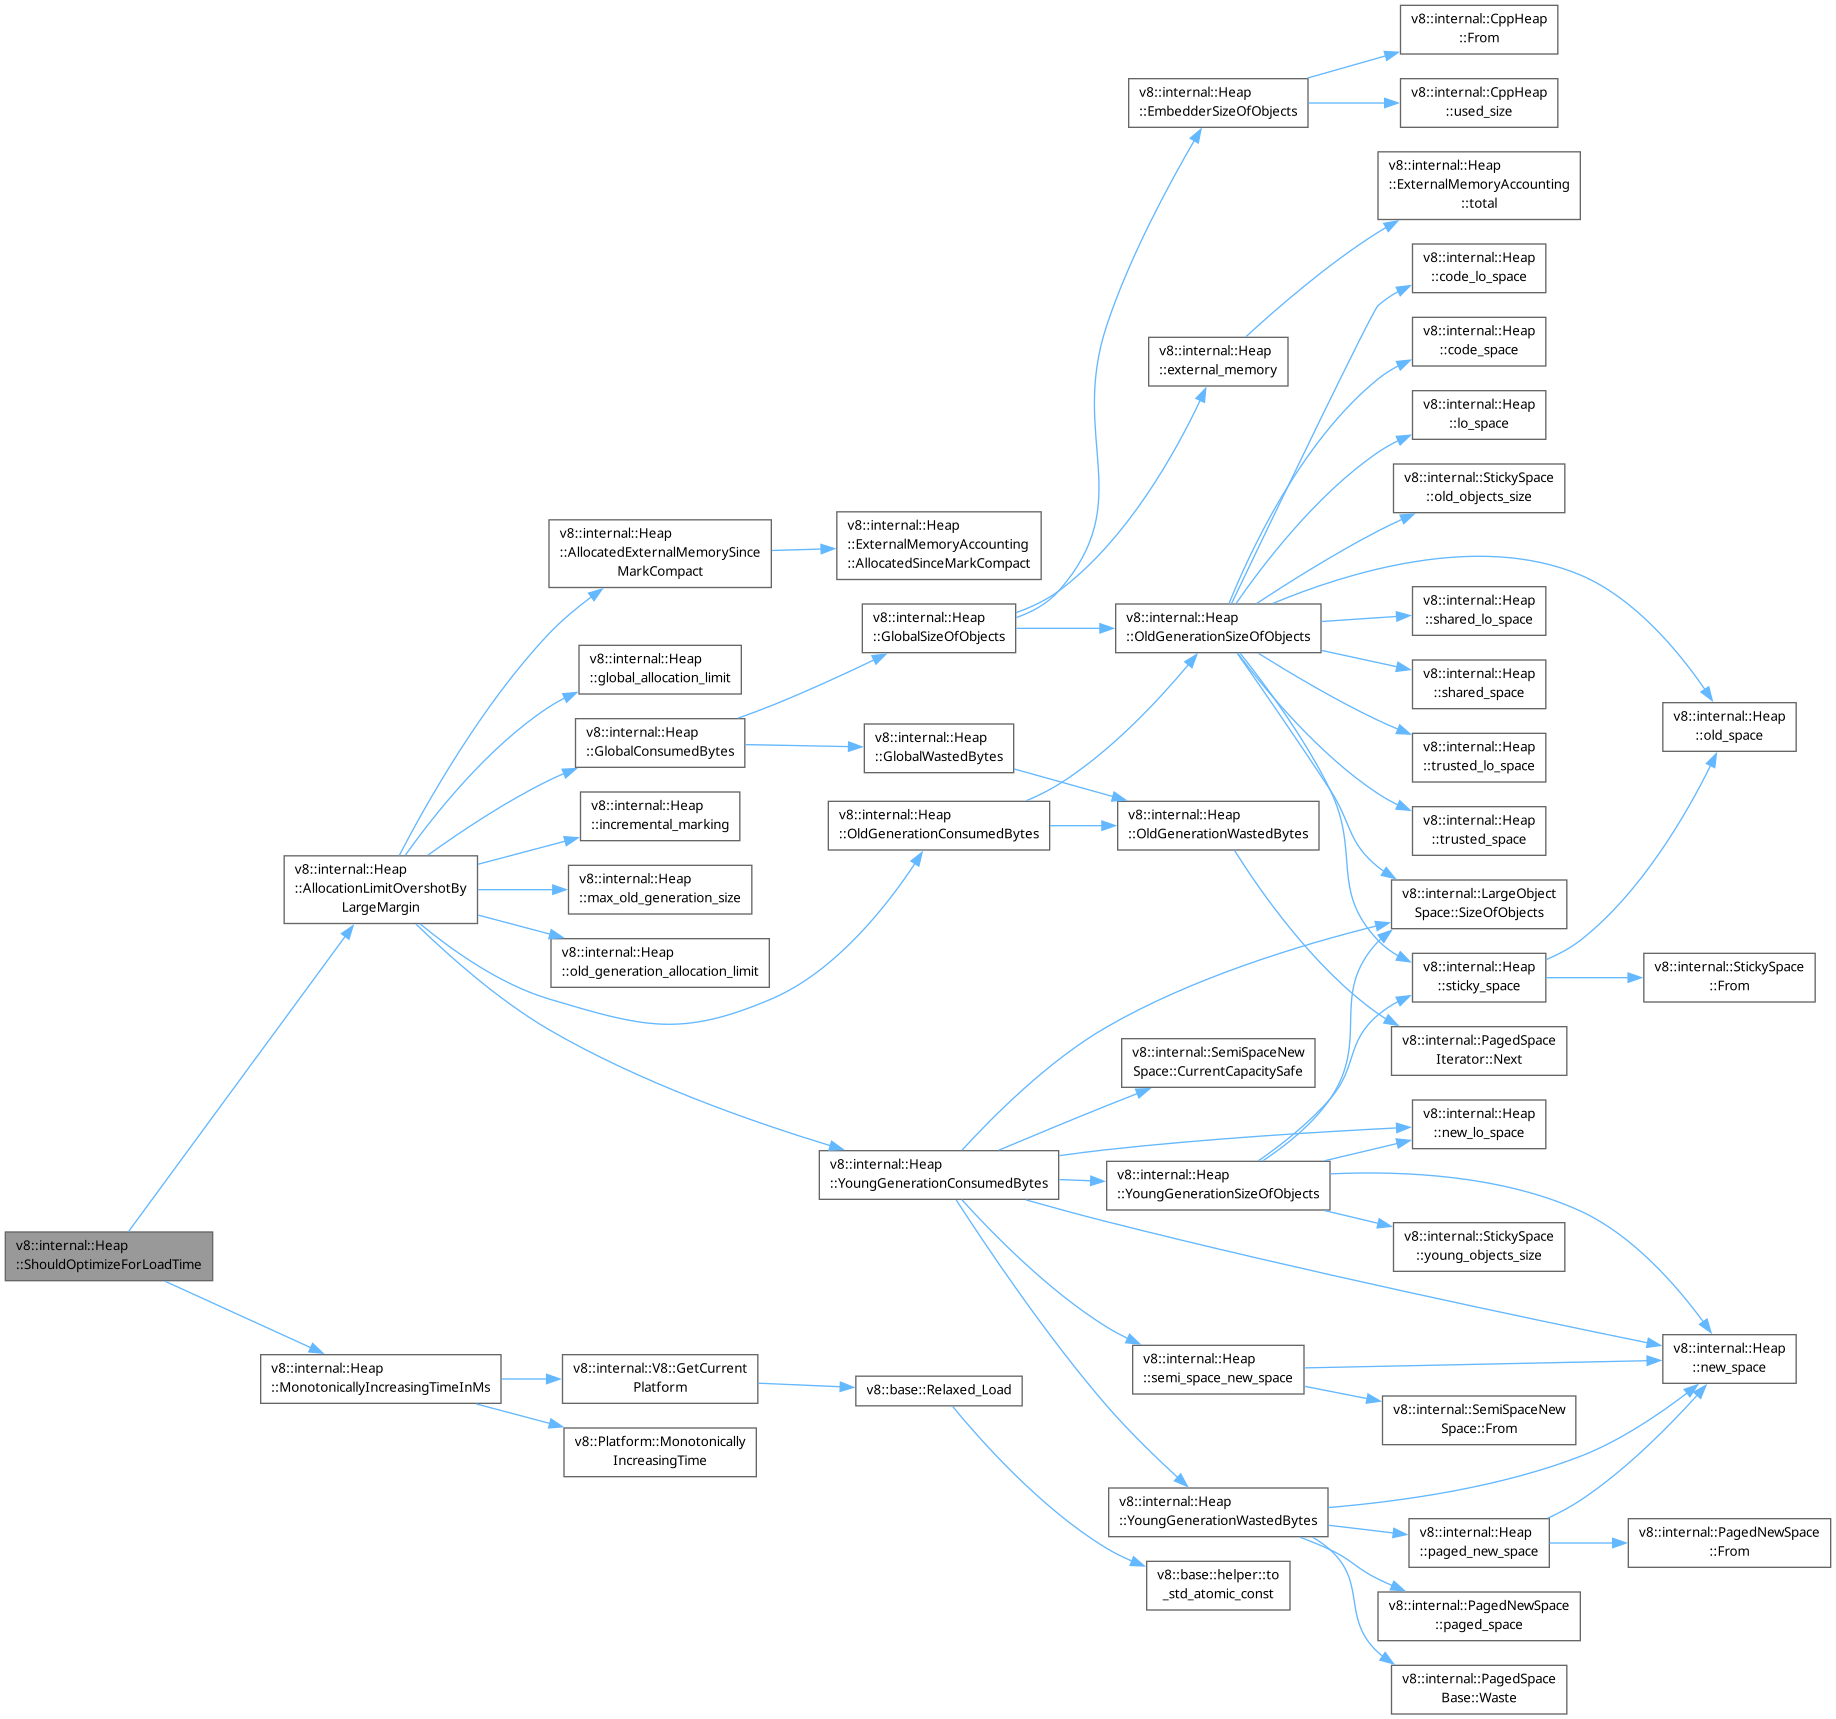 v8::internal::CppHeap
::From
v8::internal::Heap
::EmbedderSizeOfObjects
v8::internal::CppHeap
::used_size
v8::internal::Heap
::ExternalMemoryAccounting
::total
v8::internal::Heap
::code_lo_space
v8::internal::Heap
::external_memory
v8::internal::Heap
::code_space
v8::internal::Heap
::lo_space
v8::internal::StickySpace
::old_objects_size
v8::internal::Heap
::AllocatedExternalMemorySince
MarkCompact
v8::internal::Heap
::ExternalMemoryAccounting
::AllocatedSinceMarkCompact
v8::internal::Heap
::GlobalSizeOfObjects
v8::internal::Heap
::OldGenerationSizeOfObjects
v8::internal::Heap
::shared_lo_space
v8::internal::Heap
::global_allocation_limit
v8::internal::Heap
::shared_space
v8::internal::Heap
::old_space
v8::internal::Heap
::GlobalConsumedBytes
v8::internal::Heap
::GlobalWastedBytes
v8::internal::Heap
::trusted_lo_space
v8::internal::Heap
::incremental_marking
v8::internal::Heap
::OldGenerationConsumedBytes
v8::internal::Heap
::OldGenerationWastedBytes
v8::internal::Heap
::trusted_space
v8::internal::Heap
::AllocationLimitOvershotBy
LargeMargin
v8::internal::Heap
::max_old_generation_size
v8::internal::LargeObject
Space::SizeOfObjects
v8::internal::Heap
::old_generation_allocation_limit
v8::internal::Heap
::sticky_space
v8::internal::StickySpace
::From
v8::internal::SemiSpaceNew
Space::CurrentCapacitySafe
v8::internal::PagedSpace
Iterator::Next
v8::internal::Heap
::new_lo_space
v8::internal::Heap
::YoungGenerationConsumedBytes
v8::internal::Heap
::YoungGenerationSizeOfObjects
v8::internal::Heap
::ShouldOptimizeForLoadTime
v8::internal::StickySpace
::young_objects_size
v8::internal::Heap
::MonotonicallyIncreasingTimeInMs
v8::internal::V8::GetCurrent
Platform
v8::base::Relaxed_Load
v8::internal::Heap
::semi_space_new_space
v8::internal::Heap
::new_space
v8::internal::SemiSpaceNew
Space::From
v8::Platform::Monotonically
IncreasingTime
v8::internal::Heap
::YoungGenerationWastedBytes
v8::internal::Heap
::paged_new_space
v8::internal::PagedNewSpace
::From
v8::base::helper::to
_std_atomic_const
v8::internal::PagedNewSpace
::paged_space
v8::internal::PagedSpace
Base::Waste